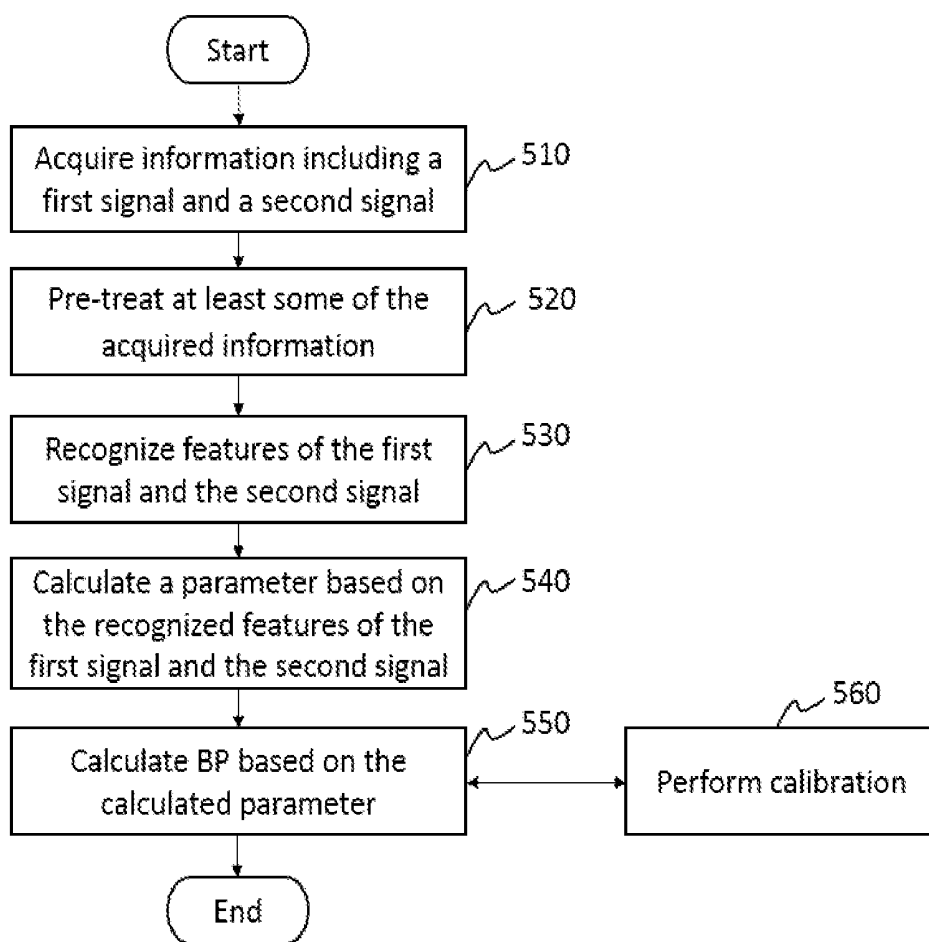 Start
Acquire information including a
first signal and a second signal
510
Pre-treat at least some of the
acquired information
520
Recognize features of the first
signal and the second signal
530
Calculate a parameter based on
the recognized features of the
first signal and the second signal
540
Calculate BP based on the
calculated parameter
550
Perform calibration
560
End